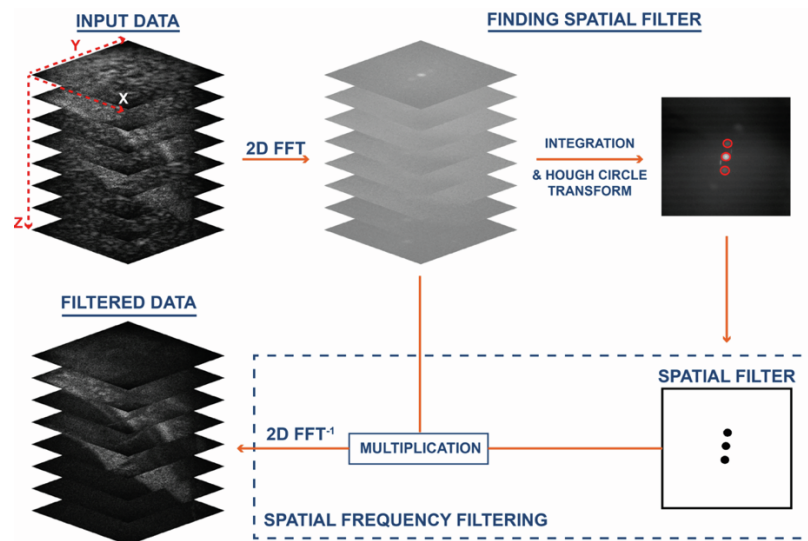 INPUT DATA
FINDING SPATIAL FILTER
Y
X
Z
2D FFT
INTEGRATION
& HOUGH CIRCLE
TRANSFORM
FILTERED DATA
SPATIAL FILTER
2D FFT⁻¹
MULTIPLICATION
SPATIAL FREQUENCY FILTERING